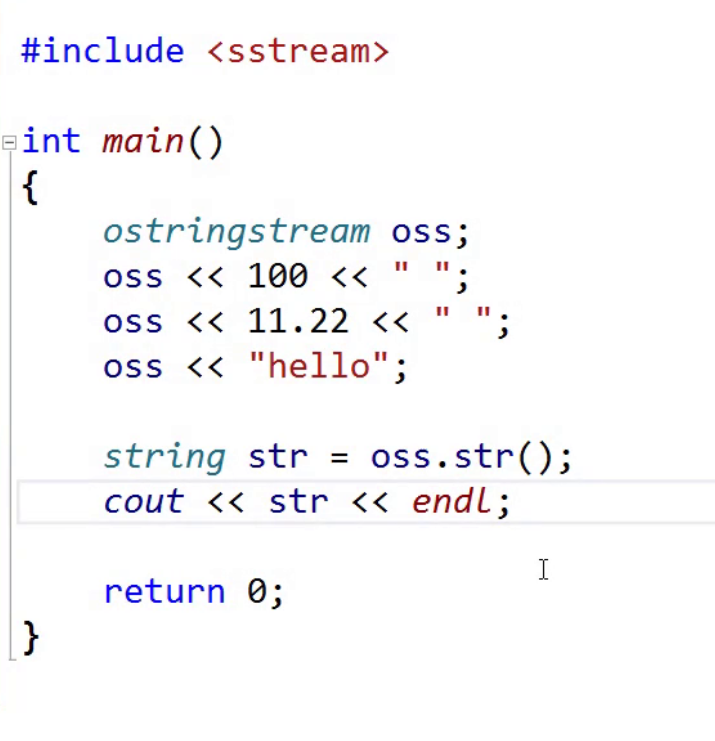 #include <sstream>
int main()
{
ostringstream oss;
oss << 100 << " ";
oss << 11.22 << " ";
oss << "hello";
string str = oss.str();
cout << str << endl;
return 0;
}